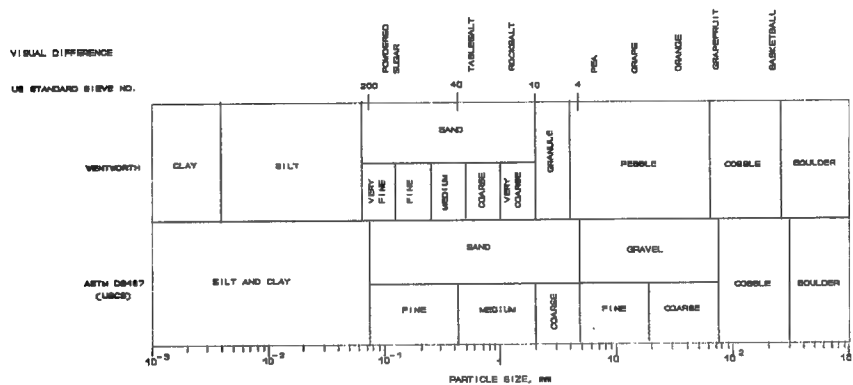 VISUAL DIFFERENCE
POWDERED SUGAR
TABLESALT
ROCKSALT
PEA
GRAPE
ORANGE
GRAPEFRUIT
BASKETBALL
US STANDARD SIEVE NO.
200 40 10 4
WENTWORTH
CLAY
SILT
SAND
VERY FINE
FINE
MEDIUM
COARSE
VERY COARSE
GRANULE
PEBBLE
COBBLE
BOULDER
ASTM D2487
(USCS)
SILT AND CLAY
SAND
FINE
MEDIUM
COARSE
GRAVEL
FINE
COARSE
COBBLE
BOULDER
10⁻³ 10⁻² 10⁻¹ 1 10 10²
PARTICLE SIZE, mm